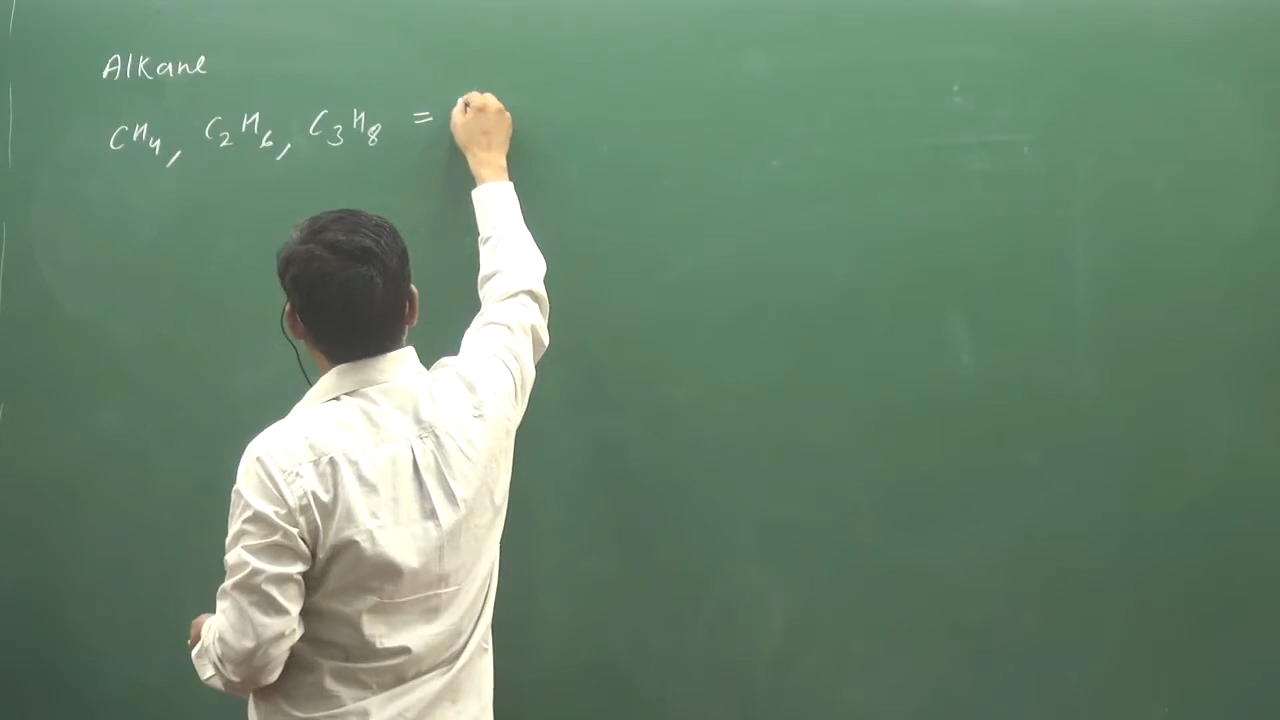 Alkane
CH₄, C₂H₆, C₃H₈ =